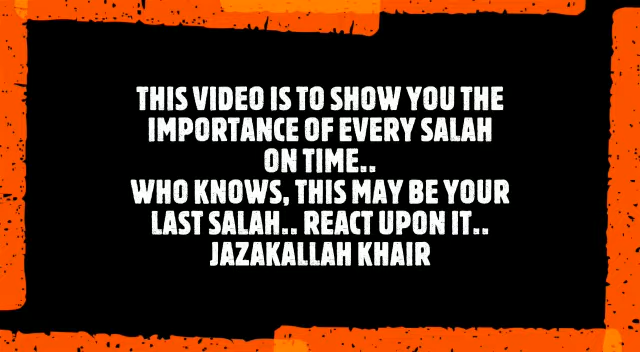 THIS VIDEO IS TO SHOW YOU THE
IMPORTANCE OF EVERY SALAH
ON TIME..
WHO KNOWS, THIS MAY BE YOUR
LAST SALAH.. REACT UPON IT..
JAZAKALLAH KHAIR